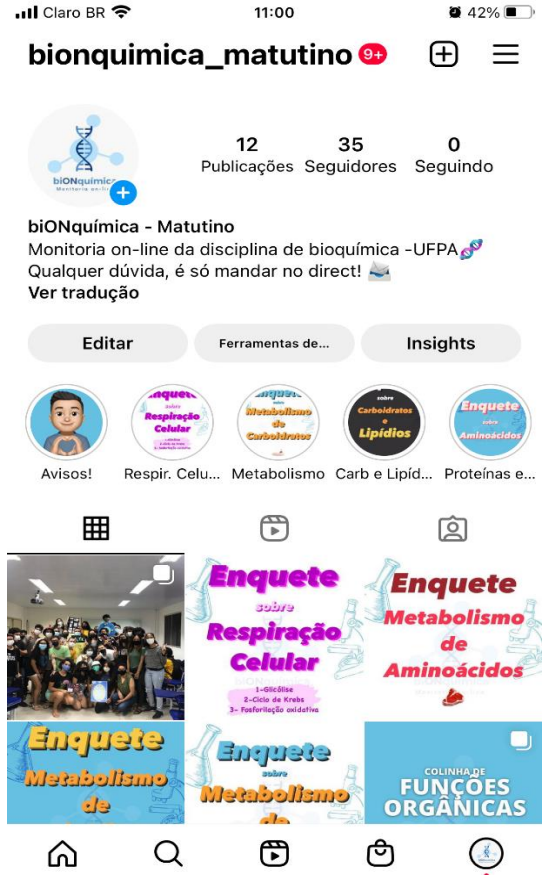 Claro BR 11:00 42%
bionquimica_matutino 9+
12 35 0
Publicações Seguidores Seguindo
biONquímica
biONquímica - Matutino
Monitoria on-line da disciplina de bioquímica -UFPA
Qualquer dúvida, é só mandar no direct!
Ver tradução
Editar Ferramentas de... Insights
Enquete
sobre
Respiração
Celular
Metabolismo
de
Carboidratos
sobre
Carboidratos
e
Lipídios
Enquete
sobre
Aminoácidos
Avisos! Respir. Celu... Metabolismo Carb e Lipíd... Proteínas e...
Enquete
sobre
Respiração
Celular
1-Glicólise
2-Ciclo de Krebs
3- Fosforilação oxidativa
Enquete
Metabolismo
de
Aminoácidos
Enquete
Metabolismo
de
Enquete
sobre
Metabolismo
de
COLINHA DE
FUNÇÕES
ORGÂNICAS